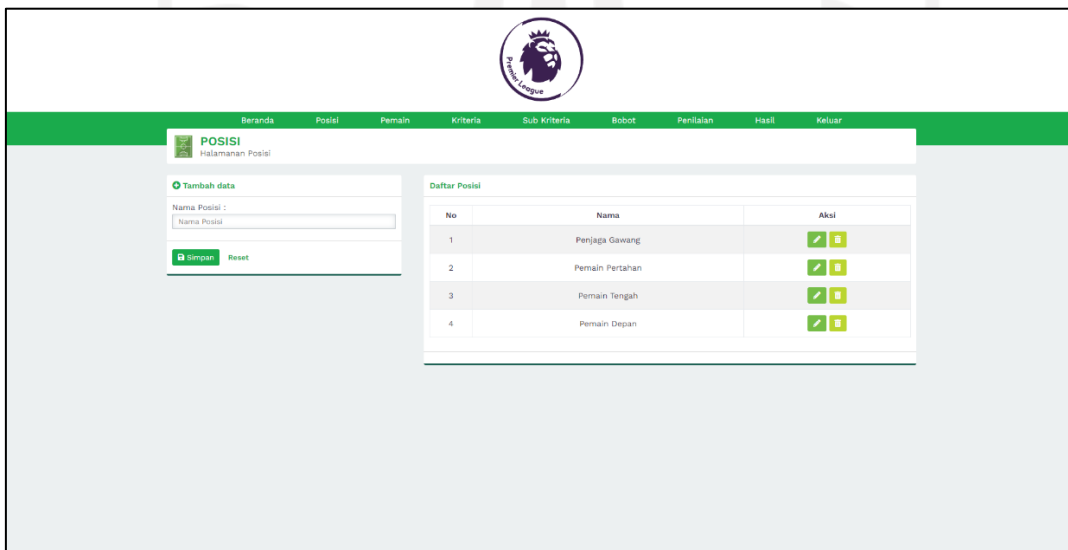 Premier League
Beranda Posisi Pemain Kriteria Sub Kriteria Bobot Penilaian Hasil Keluar
POSISI
Halamanan Posisi
Tambah data
Nama Posisi :
Nama Posisi
Simpan Reset
Daftar Posisi
No Nama Aksi
1 Penjaga Gawang
2 Pemain Pertahan
3 Pemain Tengah
4 Pemain Depan